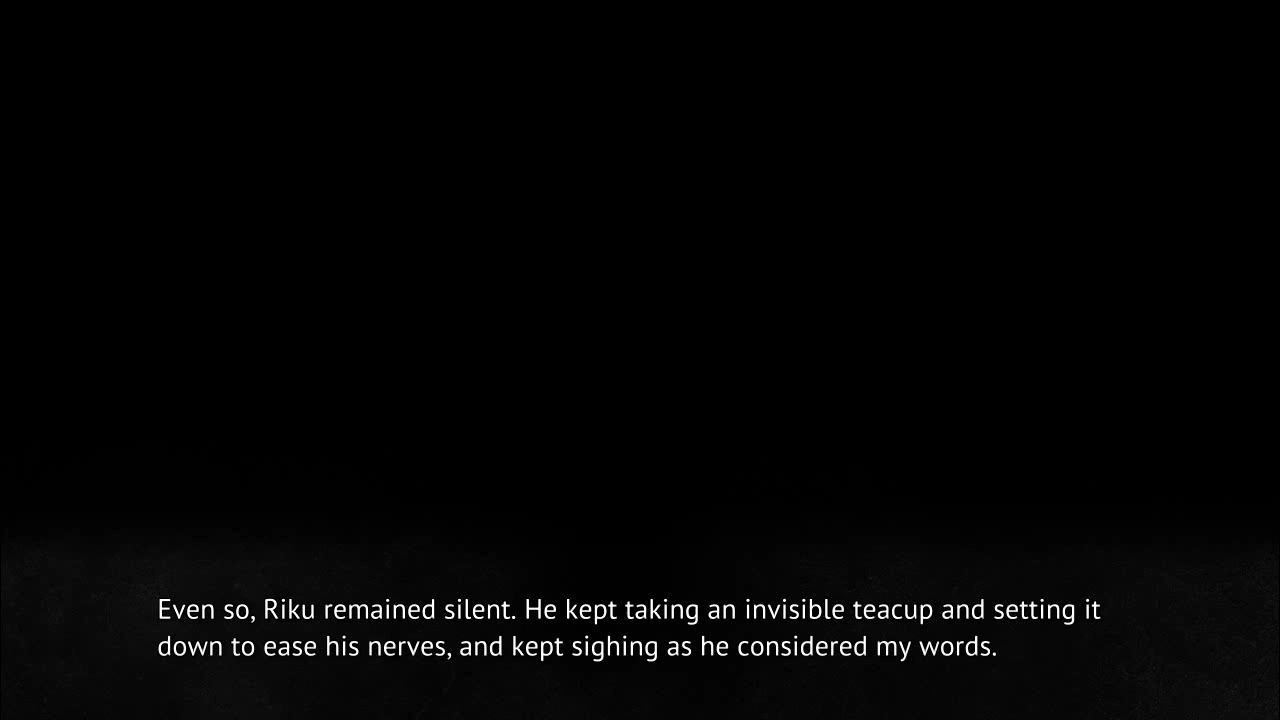 Even so, Riku remained silent. He kept taking an invisible teacup and setting it
down to ease his nerves, and kept sighing as he considered my words.